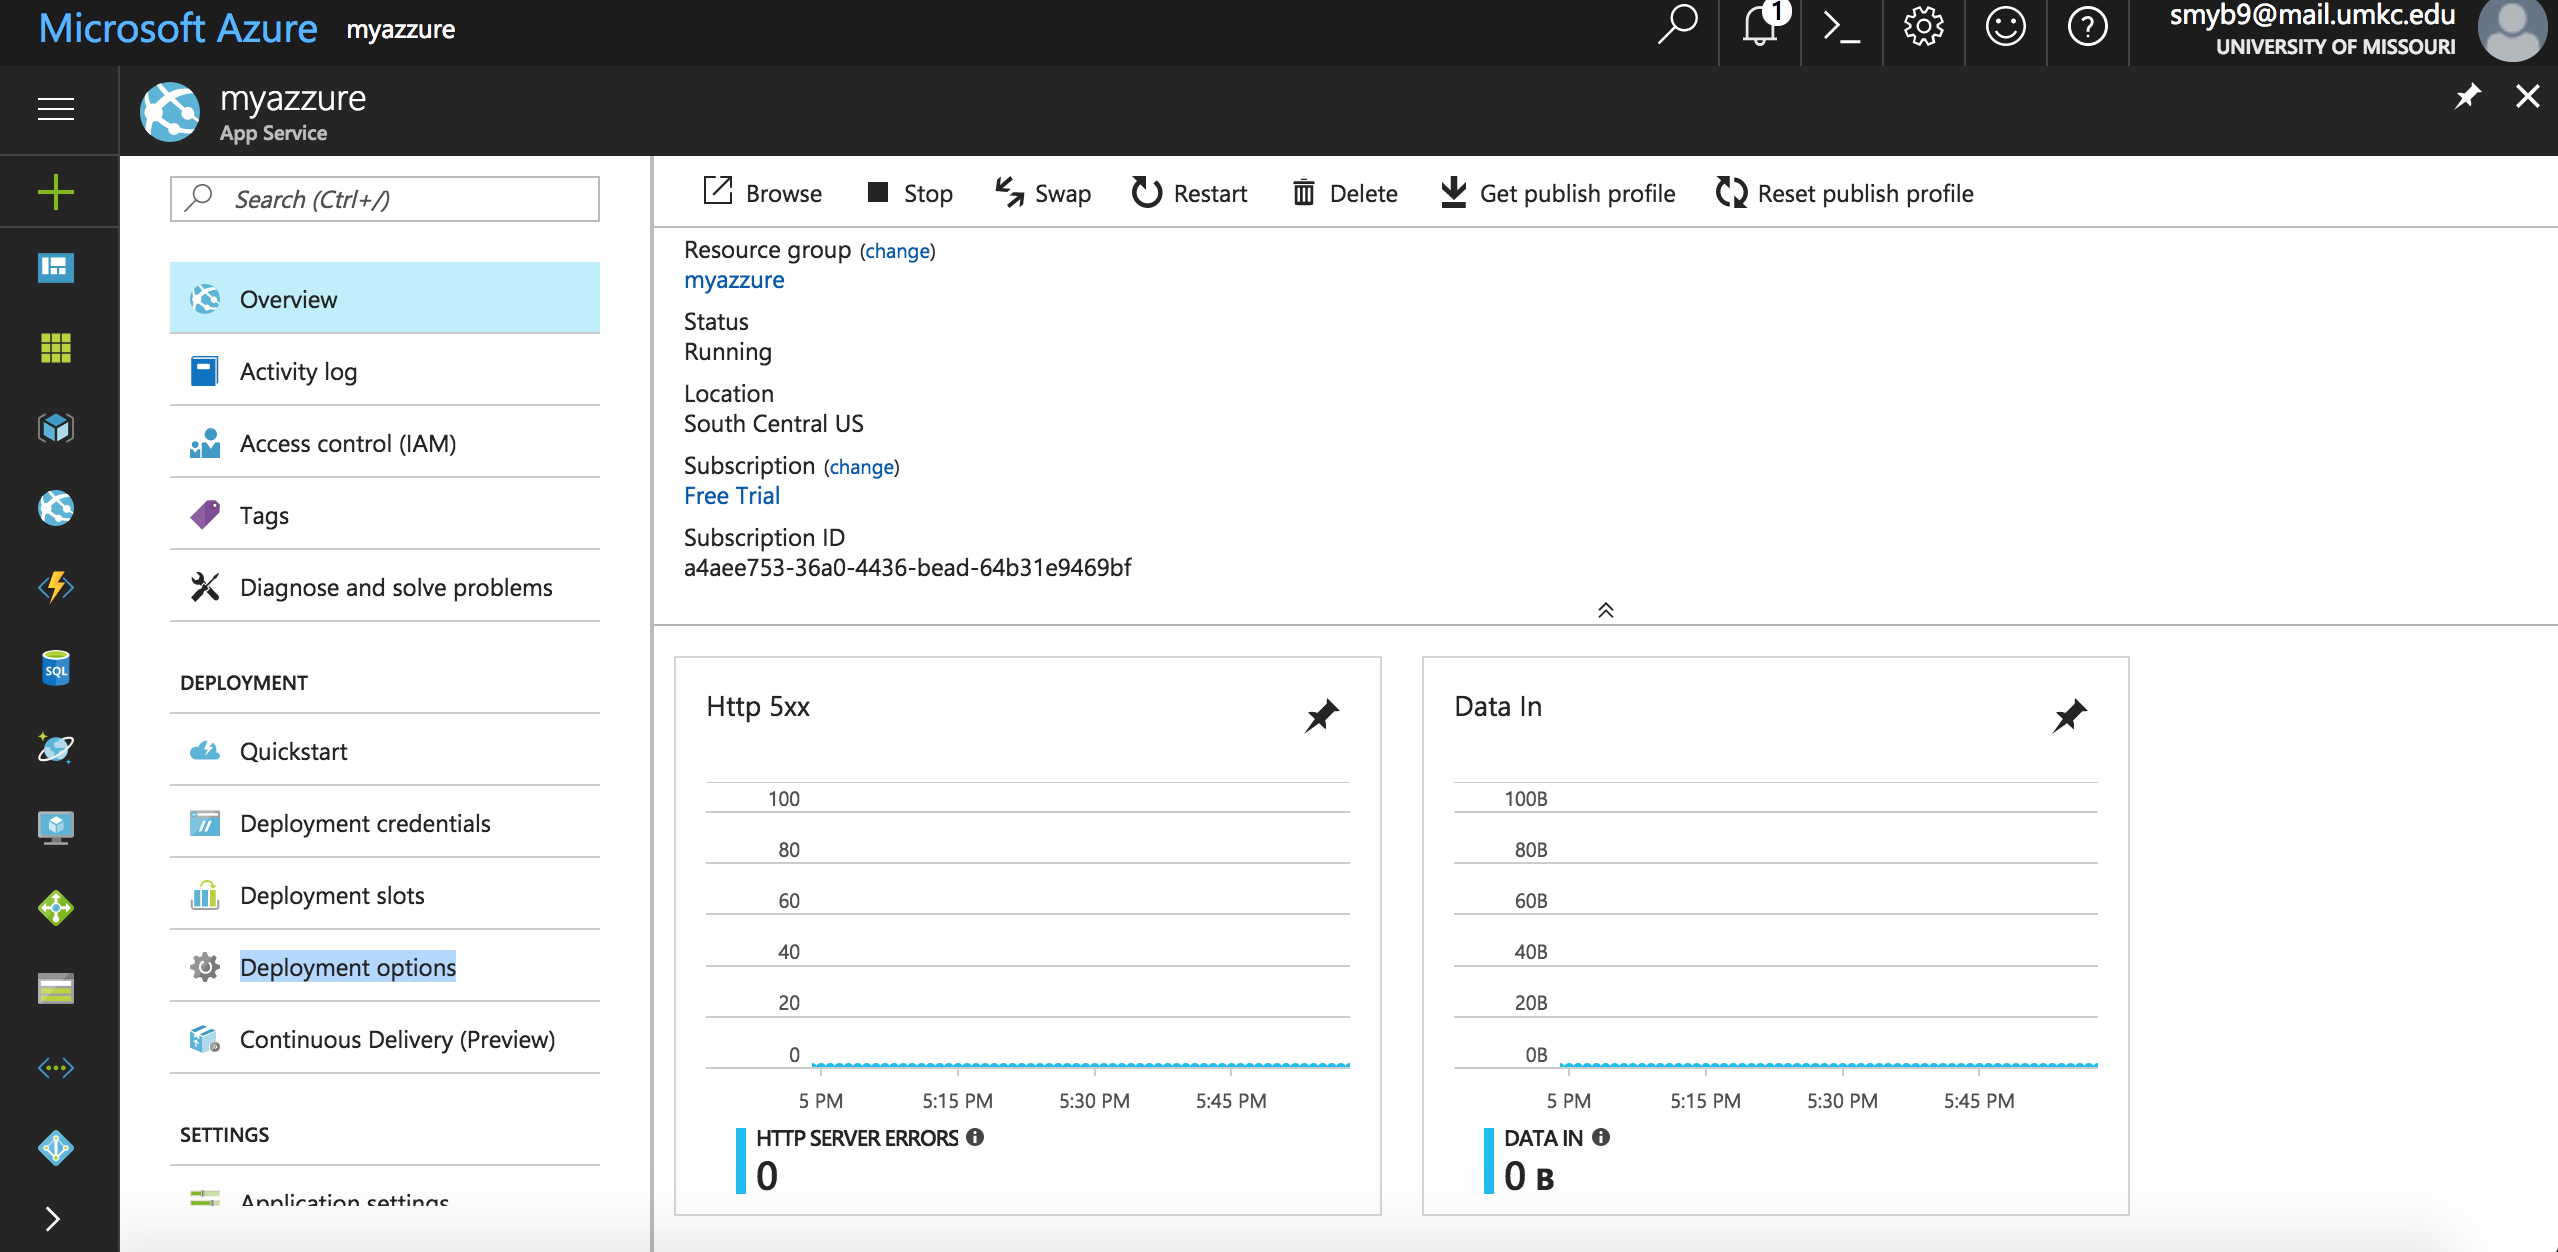 Microsoft Azure myazzure
1
smyb9@mail.umkc.edu
UNIVERSITY OF MISSOURI
myazzure
App Service
Search (Ctrl+/)
Overview
Activity log
Access control (IAM)
Tags
Diagnose and solve problems
DEPLOYMENT
Quickstart
Deployment credentials
Deployment slots
Deployment options
Continuous Delivery (Preview)
SETTINGS
Application settings
SQL
Browse Stop Swap Restart Delete Get publish profile Reset publish profile
Resource group (change)
myazzure
Status
Running
Location
South Central US
Subscription (change)
Free Trial
Subscription ID
a4aee753-36a0-4436-bead-64b31e9469bf
Http 5xx
100
80
60
40
20
0
5 PM 5:15 PM 5:30 PM 5:45 PM
HTTP SERVER ERRORS
0
Data In
100B
80B
60B
40B
20B
0B
5 PM 5:15 PM 5:30 PM 5:45 PM
DATA IN
0 B